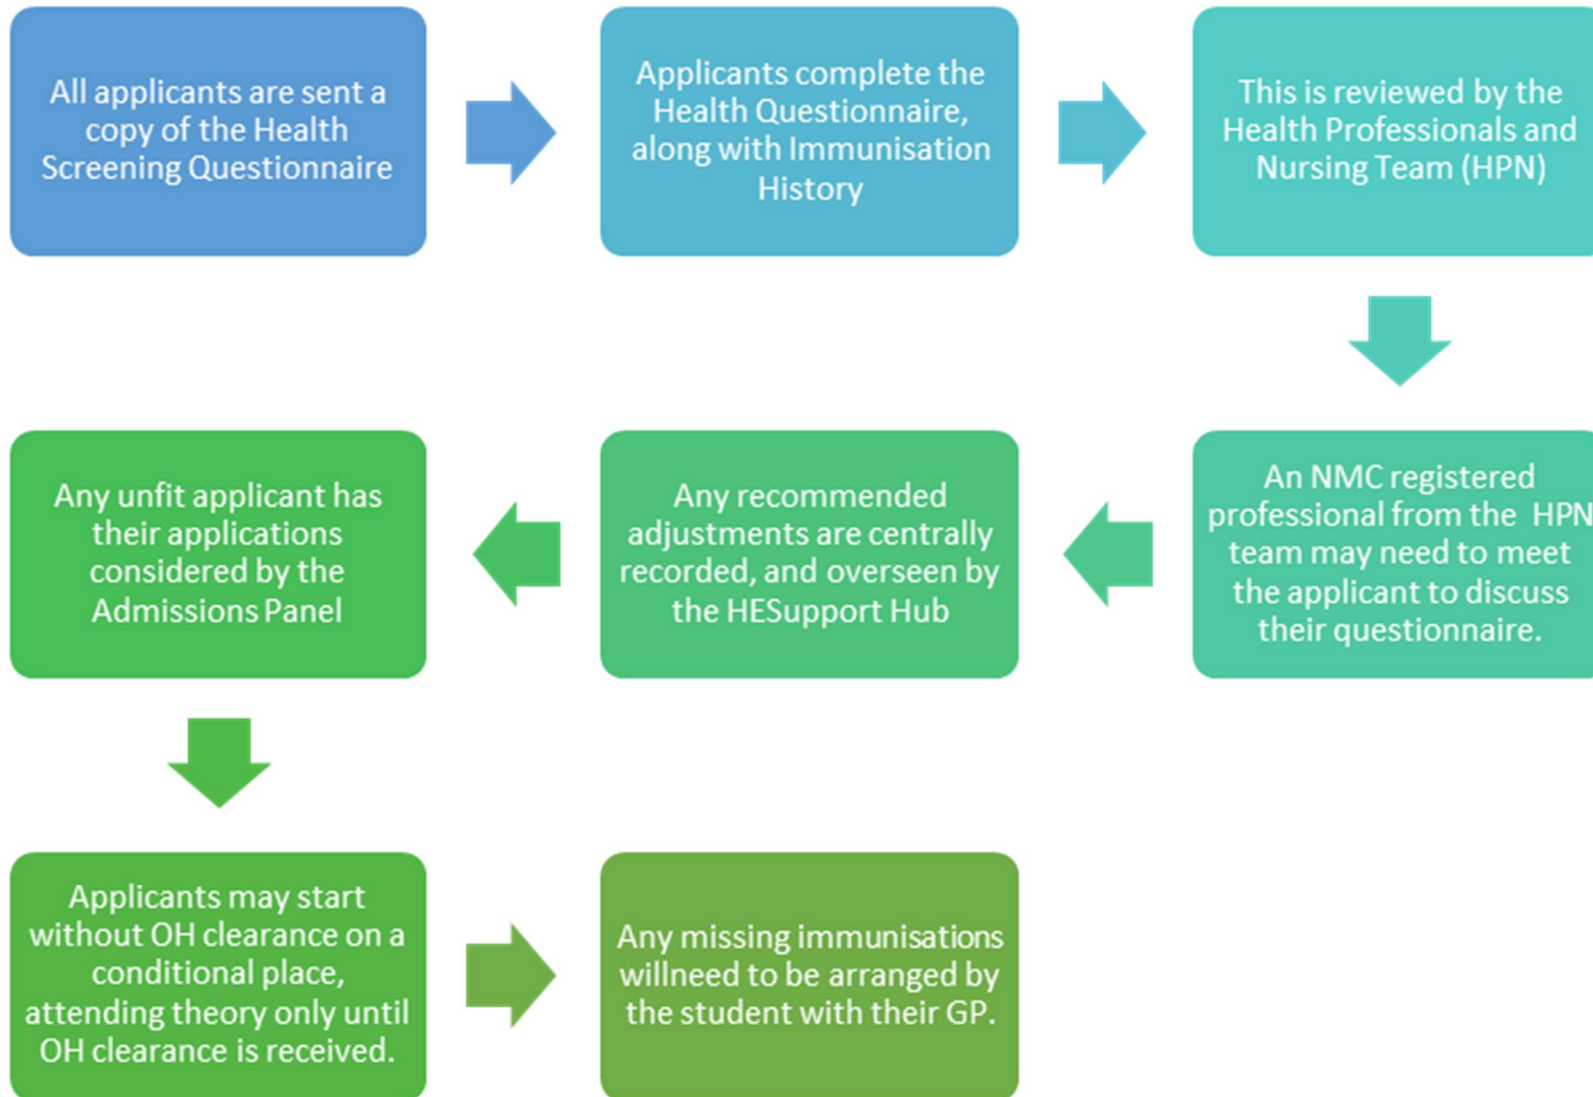 All applicants are sent a
copy of the Health
Screening Questionnaire
Applicants complete the
Health Questionnaire,
along with Immunisation
History
This is reviewed by the
Health Professionals and
Nursing Team (HPN)
An NMC registered
professional from the HPN
team may need to meet
the applicant to discuss
their questionnaire.
Any recommended
adjustments are centrally
recorded, and overseen by
the HESupport Hub
Any unfit applicant has
their applications
considered by the
Admissions Panel
Applicants may start
without OH clearance on a
conditional place,
attending theory only until
OH clearance is received.
Any missing immunisations
willneed to be arranged by
the student with their GP.